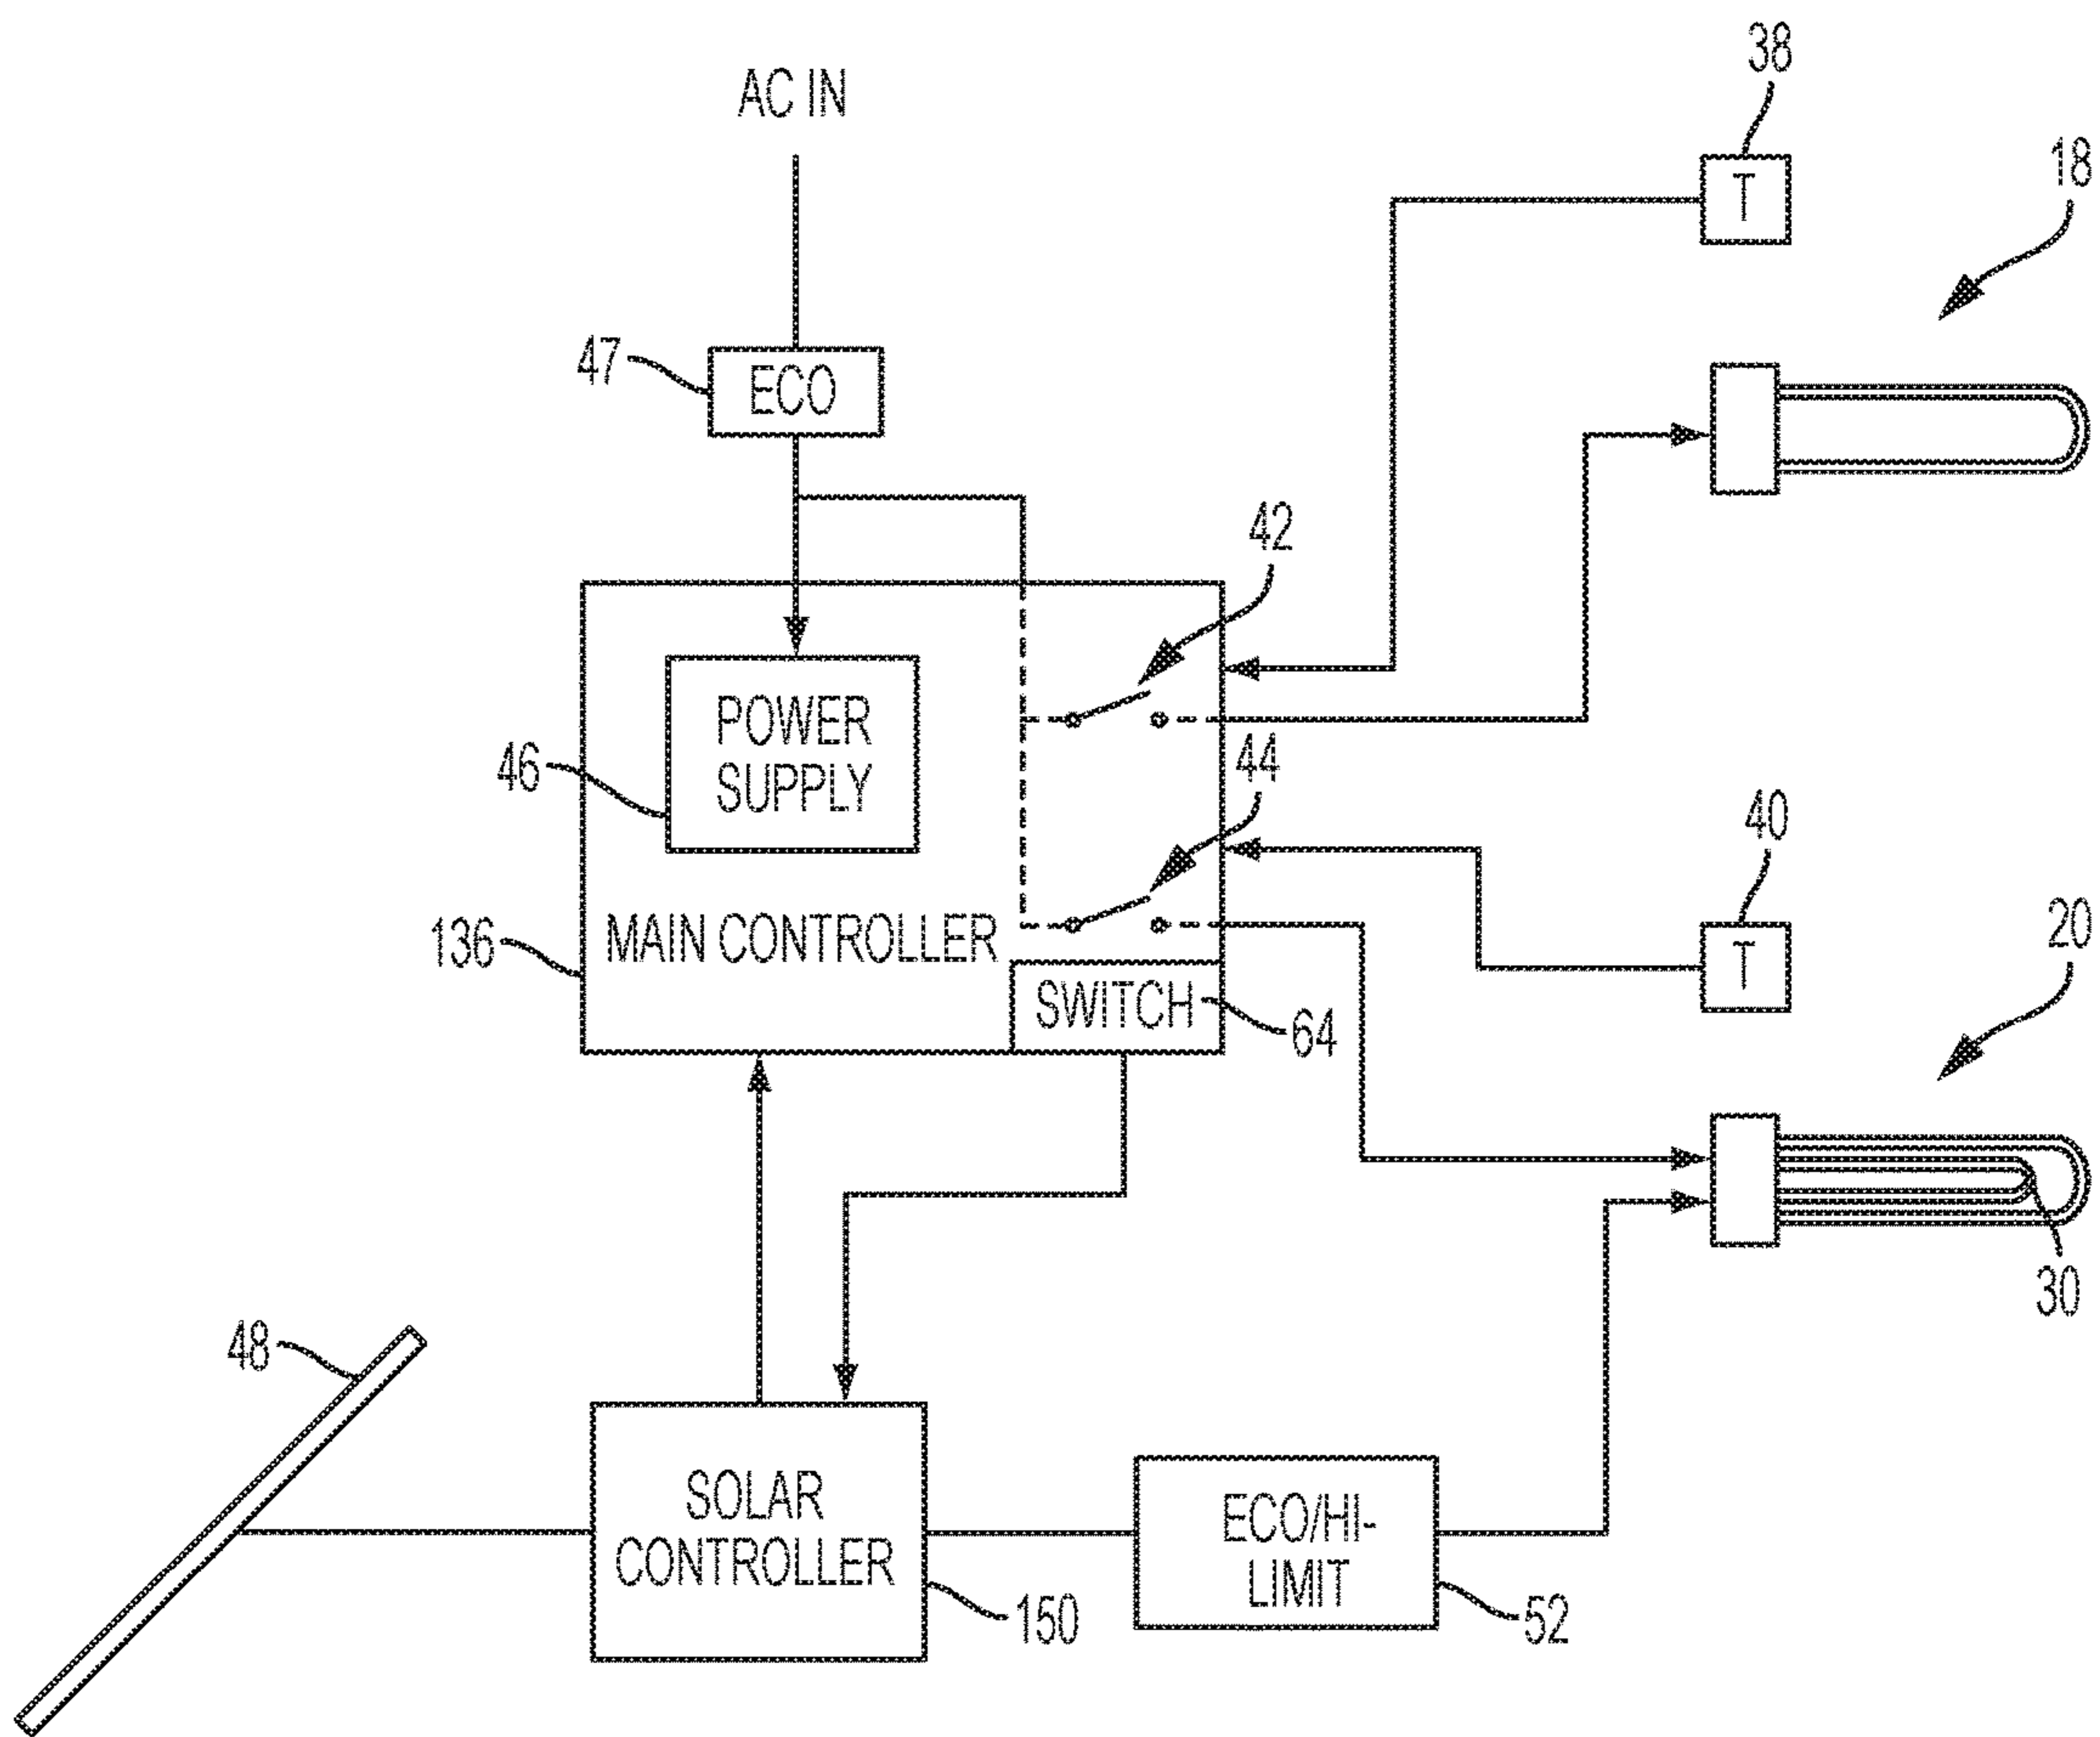 38
AC IN
T
18
47
ECO
42
POWER
SUPPLY
46
44
40
MAIN CONTROLLER
136
T
20
SWITCH
64
30
48
SOLAR
CONTROLLER
ECO/HI-
LIMIT
150
52